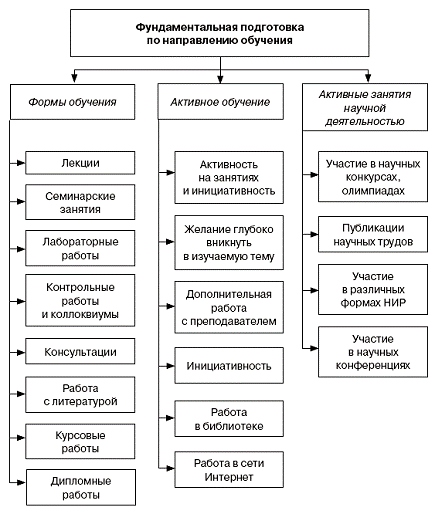 Фундаментальная подготовка
по направлению обучения
Формы обучения
Лекции
Семинарские
занятия
Лабораторные
работы
Контрольные
работы
и коллоквиумы
Консультации
Работа
с литературой
Курсовые
работы
Дипломные
работы
Активное обучение
Активность
на занятиях
и инициативность
Желание глубоко
вникнуть
в изучаемую тему
Дополнительная
работа
с преподавателем
Инициативность
Работа
в библиотеке
Работа в сети
Интернет
Активные занятия
научной
деятельностью
Участие в научных
конкурсах,
олимпиадах
Публикации
научных трудов
Участие
в различных
формах НИР
Участие
в научных
конференциях